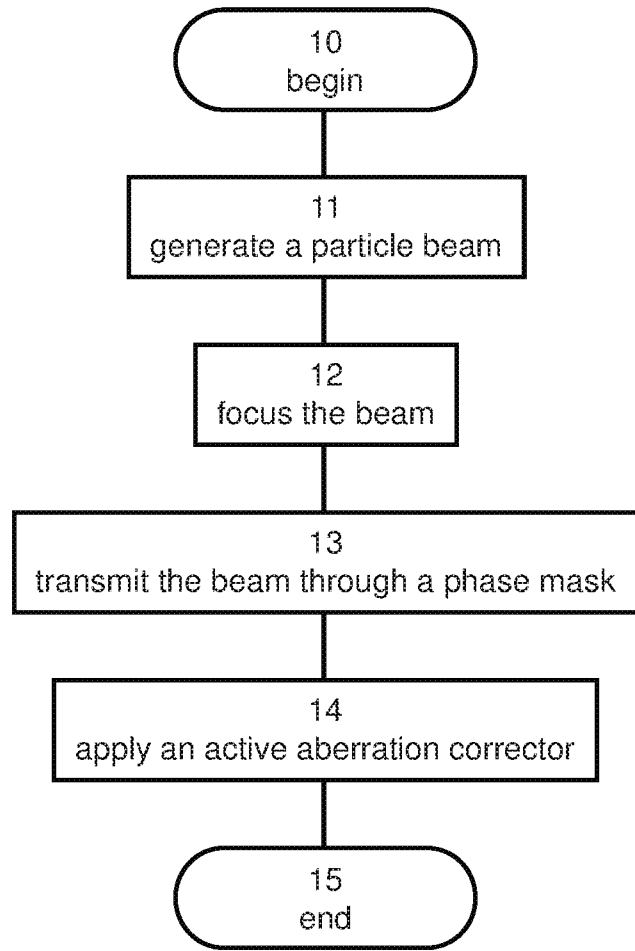 10
begin
11
generate a particle beam
12
focus the beam
13
transmit the beam through a phase mask
14
apply an active aberration corrector
15
end